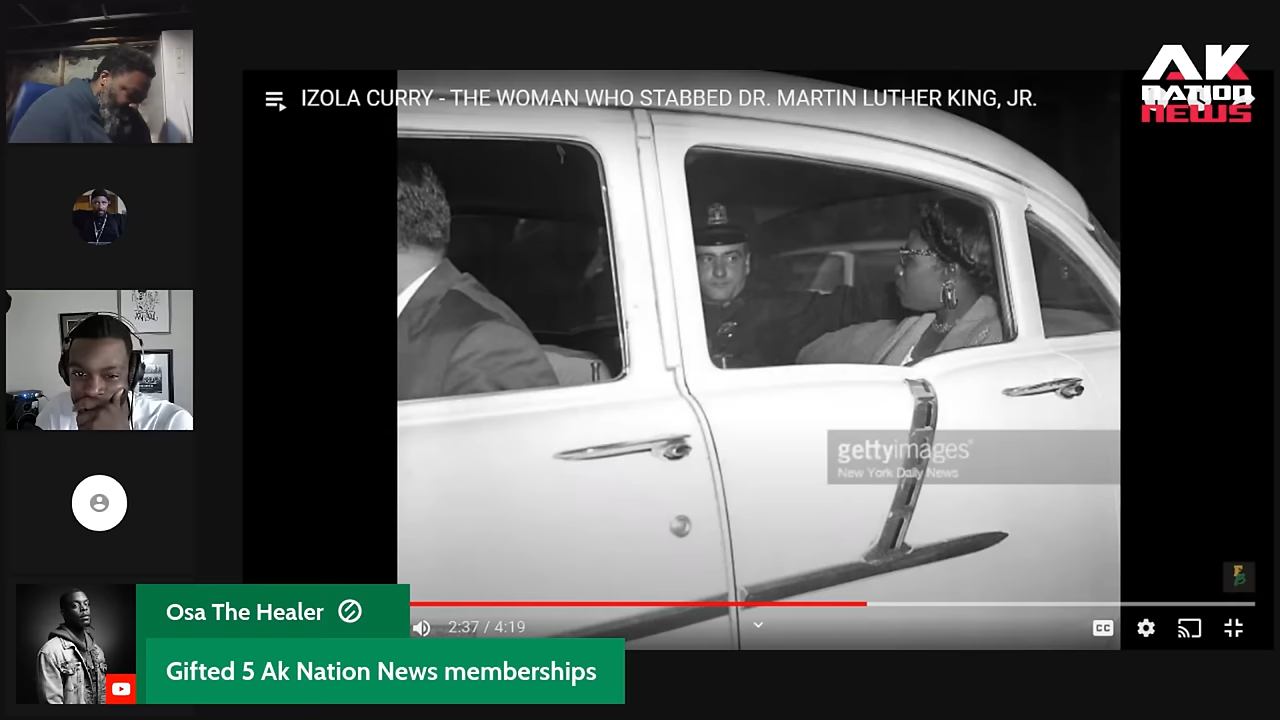 IZOLA CURRY - THE WOMAN WHO STABBED DR. MARTIN LUTHER KING, JR.
AK
NATION
NEWS
gettyimages®
New York Daily News
2:37 / 4:19
CC
Osa The Healer
Gifted 5 Ak Nation News memberships